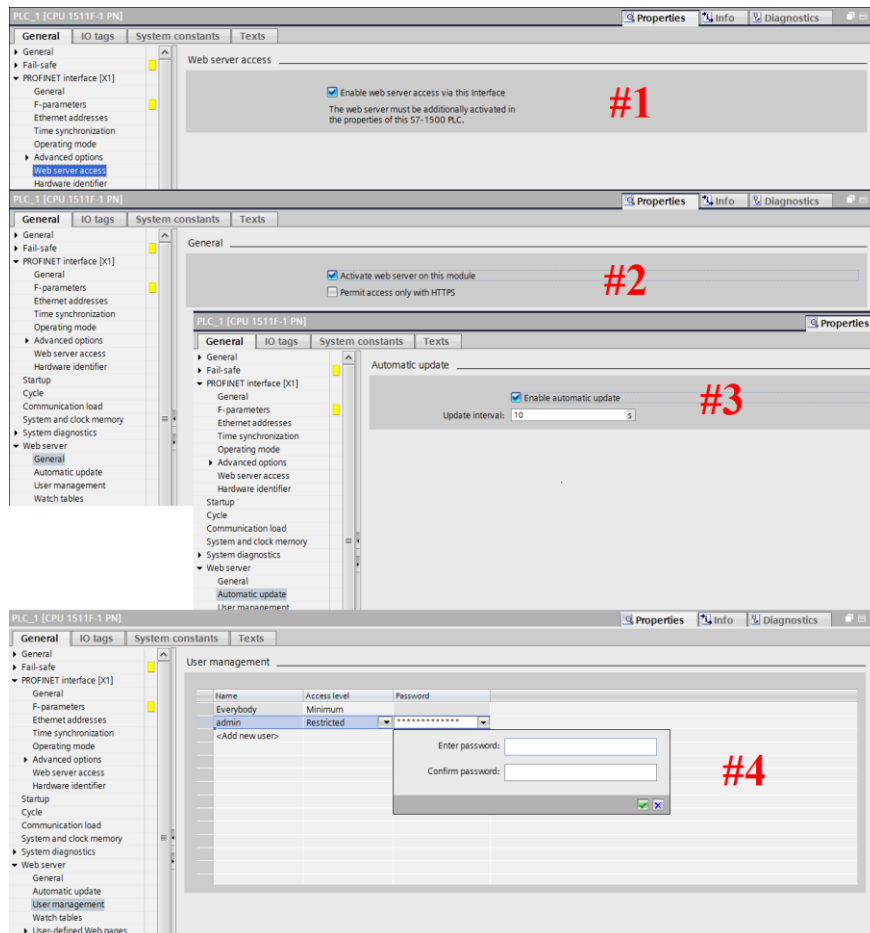 PLC_1 [CPU 1511F-1 PN]
Properties Info Diagnostics
General IO tags System constants Texts
General
Fail-safe
PROFINET interface [X1]
General
F-parameters
Ethernet addresses
Time synchronization
Operating mode
Advanced options
Web server access
Hardware identifier
Web server access
Enable web server access via this Interface
The web server must be additionally activated in
the properties of this S7-1500 PLC.
#1
PLC_1 [CPU 1511F-1 PN]
Properties Info Diagnostics
General IO tags System constants Texts
General
Fail-safe
PROFINET interface [X1]
General
F-parameters
Ethernet addresses
Time synchronization
Operating mode
Advanced options
Web server access
Hardware identifier
Startup
Cycle
Communication load
System and clock memory
System diagnostics
Web server
General
Automatic update
User management
Watch tables
General
Activate web server on this module
Permit access only with HTTPS
#2
PLC_1 [CPU 1511F-1 PN]
Properties
General IO tags System constants Texts
General
Fail-safe
PROFINET interface [X1]
General
F-parameters
Ethernet addresses
Time synchronization
Operating mode
Advanced options
Web server access
Hardware identifier
Startup
Cycle
Communication load
System and clock memory
System diagnostics
Web server
General
Automatic update
User management
Automatic update
Enable automatic update
Update interval: 10 s
#3
PLC_1 [CPU 1511F-1 PN]
Properties Info Diagnostics
General IO tags System constants Texts
General
Fail-safe
PROFINET interface [X1]
General
F-parameters
Ethernet addresses
Time synchronization
Operating mode
Advanced options
Web server access
Hardware identifier
Startup
Cycle
Communication load
System and clock memory
System diagnostics
Web server
General
Automatic update
User management
Watch tables
User-defined Web pages
User management
Name Access level Password
Everybody Minimum
admin Restricted *************
<Add new user>
Enter password:
Confirm password:
#4